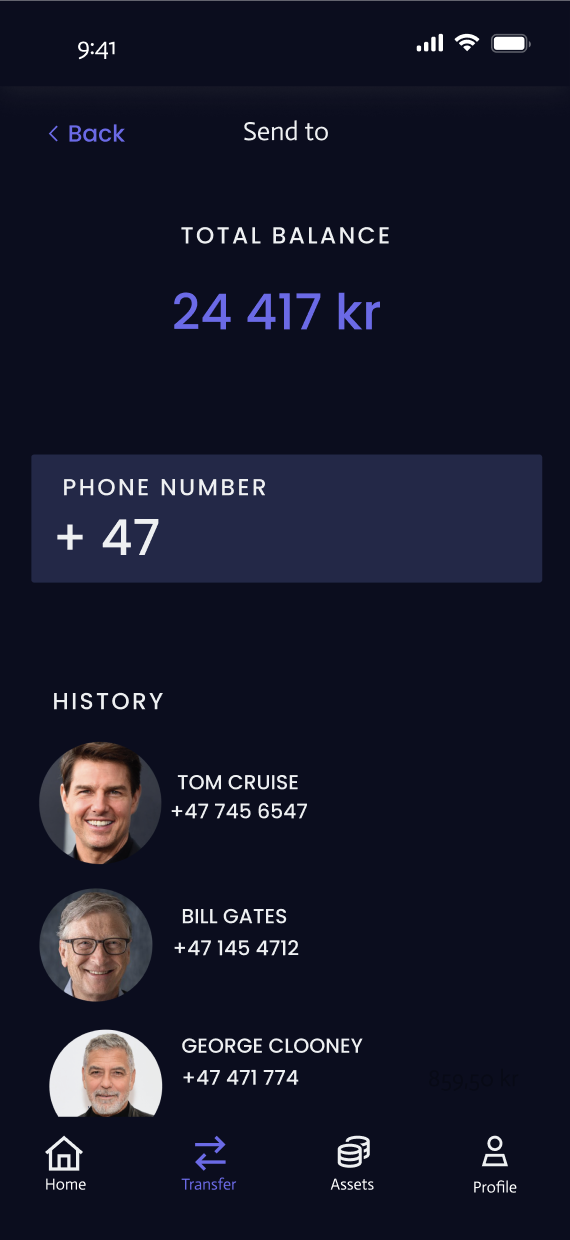 9:41
Back
Send to
TOTAL BALANCE
24 417 kr
PHONE NUMBER
+ 47
HISTORY
TOM CRUISE
+47 745 6547
BILL GATES
+47 145 4712
GEORGE CLOONEY
+47 471 774
Home
Transfer
Assets
Profile